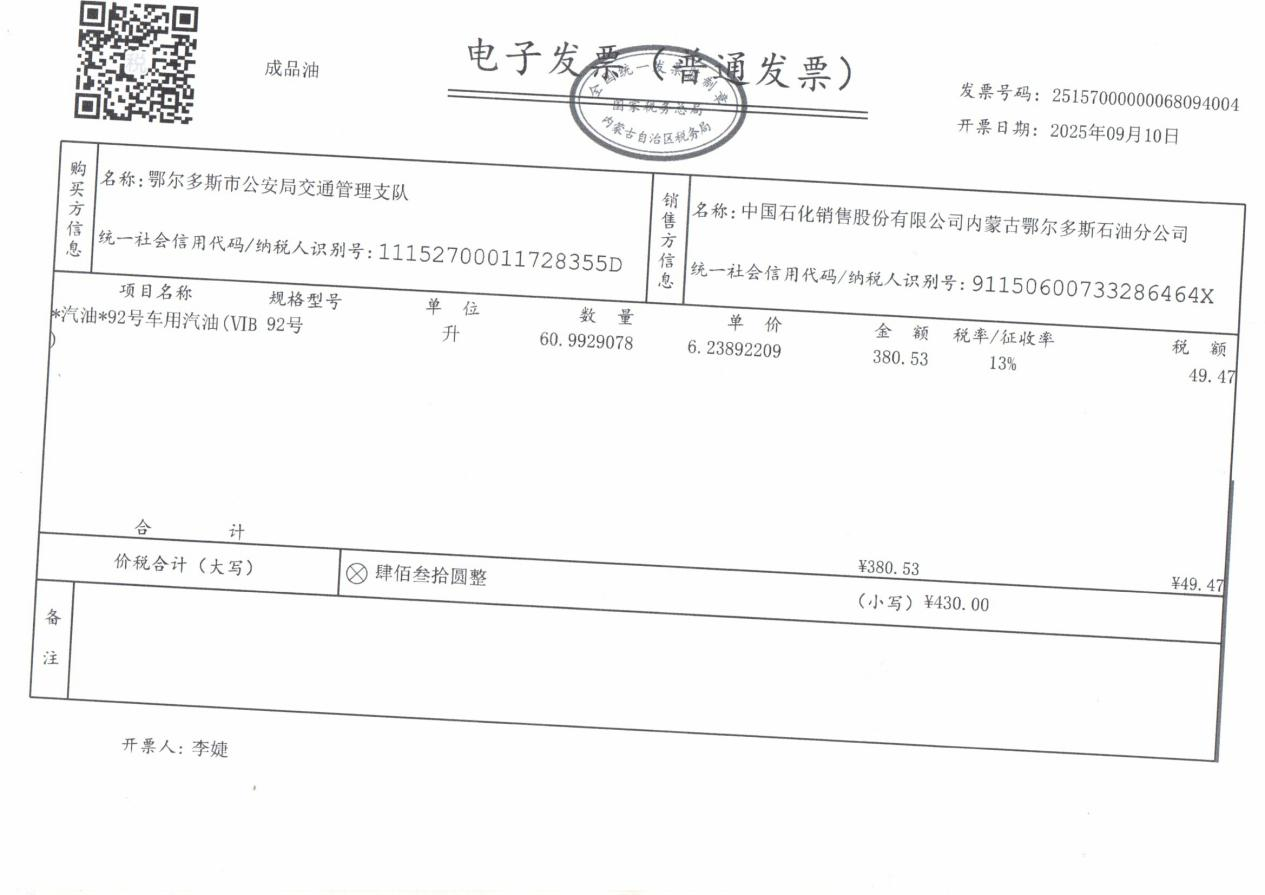 税
成品油
电子发票（普通发票）
全国统一发票监制章
国家税务总局
内蒙古自治区税务局
发票号码：25157000000068094004
开票日期：2025年09月10日
购买方信息
名称：鄂尔多斯市公安局交通管理支队
统一社会信用代码/纳税人识别号：11152700011728355D
销售方信息
名称：中国石化销售股份有限公司内蒙古鄂尔多斯石油分公司
统一社会信用代码/纳税人识别号：91150600733286464X
项目名称 规格型号 单位 数量 单价 金额 税率/征收率 税额
*汽油*92号车用汽油(ⅥB 92号 升 60.9929078 6.23892209 380.53 13% 49.47
)
合计 ¥380.53 ¥49.47
价税合计（大写） ⊗ 肆佰叁拾圆整 （小写）¥430.00
备注
开票人：李婕